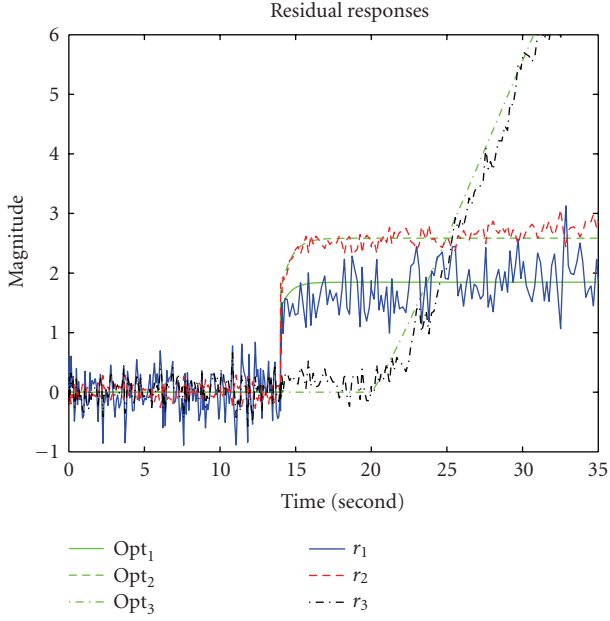 Residual responses
Magnitude
6
5
4
3
2
1
0
−1
0 5 10 15 20 25 30 35
Time (second)
Opt1
Opt2
Opt3
r1
r2
r3